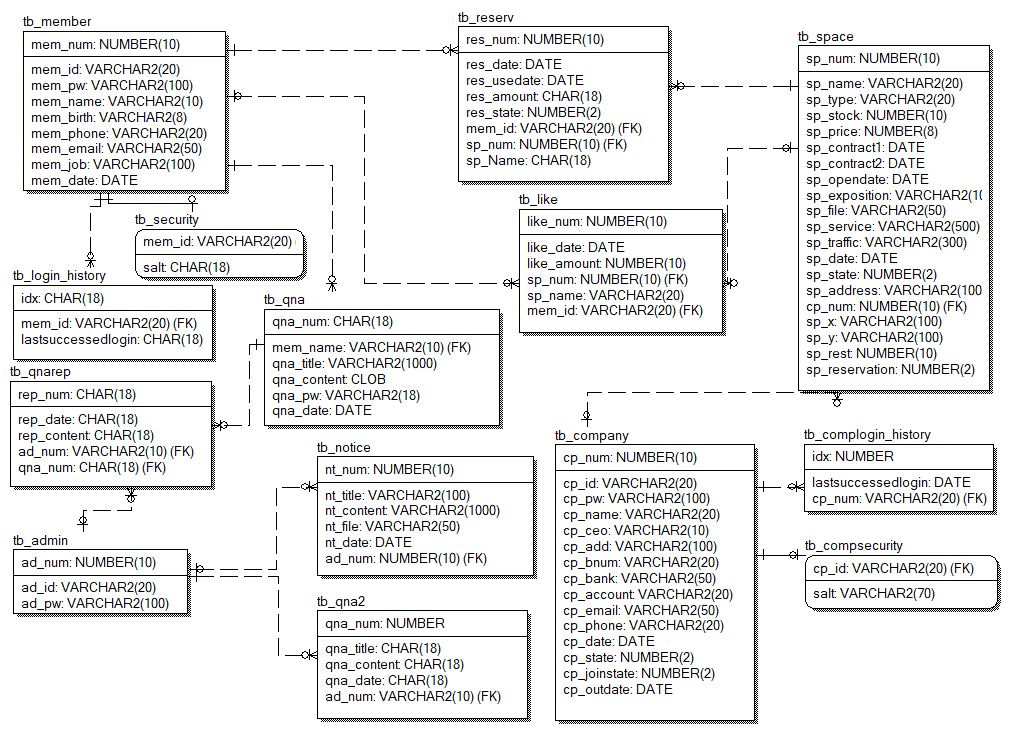 tb_member
mem_num: NUMBER(10)
mem_id: VARCHAR2(20)
mem_pw: VARCHAR2(100)
mem_name: VARCHAR2(10)
mem_birth: VARCHAR2(8)
mem_phone: VARCHAR2(20)
mem_email: VARCHAR2(50)
mem_job: VARCHAR2(100)
mem_date: DATE
tb_reserv
res_num: NUMBER(10)
res_date: DATE
res_usedate: DATE
res_amount: CHAR(18)
res_state: NUMBER(2)
mem_id: VARCHAR2(20) (FK)
sp_num: NUMBER(10) (FK)
sp_Name: CHAR(18)
tb_space
sp_num: NUMBER(10)
sp_name: VARCHAR2(20)
sp_type: VARCHAR2(20)
sp_stock: NUMBER(10)
sp_price: NUMBER(8)
sp_contract1: DATE
sp_contract2: DATE
sp_opendate: DATE
sp_exposition: VARCHAR2(10
sp_file: VARCHAR2(50)
sp_service: VARCHAR2(500)
sp_traffic: VARCHAR2(300)
sp_date: DATE
sp_state: NUMBER(2)
sp_address: VARCHAR2(100
cp_num: NUMBER(10) (FK)
sp_x: VARCHAR2(100)
sp_y: VARCHAR2(100)
sp_rest: NUMBER(10)
sp_reservation: NUMBER(2)
tb_security
mem_id: VARCHAR2(20)
salt: CHAR(18)
tb_like
like_num: NUMBER(10)
like_date: DATE
like_amount: NUMBER(10)
sp_num: NUMBER(10) (FK)
sp_name: VARCHAR2(20)
mem_id: VARCHAR2(20) (FK)
tb_login_history
idx: CHAR(18)
mem_id: VARCHAR2(20) (FK)
lastsuccessedlogin: CHAR(18)
tb_qna
qna_num: CHAR(18)
mem_name: VARCHAR2(10) (FK)
qna_title: VARCHAR2(1000)
qna_content: CLOB
qna_pw: VARCHAR2(18)
qna_date: DATE
tb_qnarep
rep_num: CHAR(18)
rep_date: CHAR(18)
rep_content: CHAR(18)
ad_num: VARCHAR2(10) (FK)
qna_num: CHAR(18) (FK)
tb_notice
nt_num: NUMBER(10)
nt_title: VARCHAR2(100)
nt_content: VARCHAR2(1000)
nt_file: VARCHAR2(50)
nt_date: DATE
ad_num: NUMBER(10) (FK)
tb_company
cp_num: NUMBER(10)
cp_id: VARCHAR2(20)
cp_pw: VARCHAR2(100)
cp_name: VARCHAR2(20)
cp_ceo: VARCHAR2(10)
cp_add: VARCHAR2(100)
cp_bnum: VARCHAR2(20)
cp_bank: VARCHAR2(50)
cp_account: VARCHAR2(20)
cp_email: VARCHAR2(50)
cp_phone: VARCHAR2(20)
cp_date: DATE
cp_state: NUMBER(2)
cp_joinstate: NUMBER(2)
cp_outdate: DATE
tb_complogin_history
idx: NUMBER
lastsuccessedlogin: DATE
cp_num: VARCHAR2(20) (FK)
tb_admin
ad_num: NUMBER(10)
ad_id: VARCHAR2(20)
ad_pw: VARCHAR2(100)
tb_compsecurity
cp_id: VARCHAR2(20) (FK)
salt: VARCHAR2(70)
tb_qna2
qna_num: NUMBER
qna_title: CHAR(18)
qna_content: CHAR(18)
qna_date: CHAR(18)
ad_num: VARCHAR2(10) (FK)